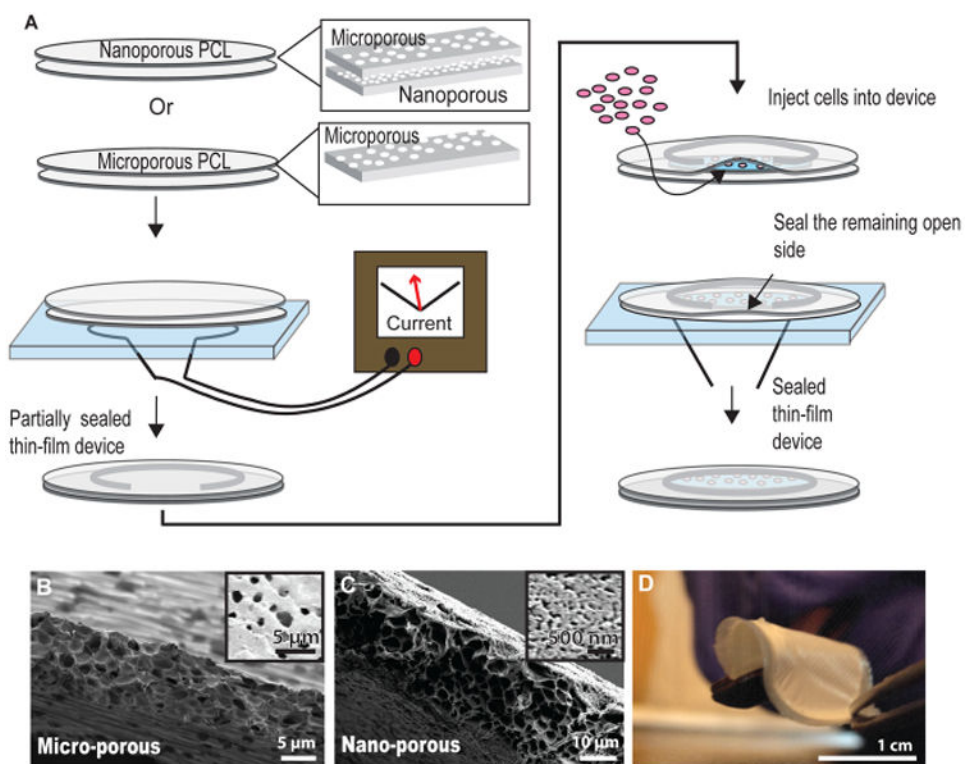 A
Nanoporous PCL
Microporous
Nanoporous
Or
Microporous PCL
Microporous
Current
Partially sealed
thin-film device
Inject cells into device
Seal the remaining open
side
Sealed
thin-film
device
B
5 μm
Micro-porous
5 μm
C
500 nm
Nano-porous
10 μm
D
1 cm